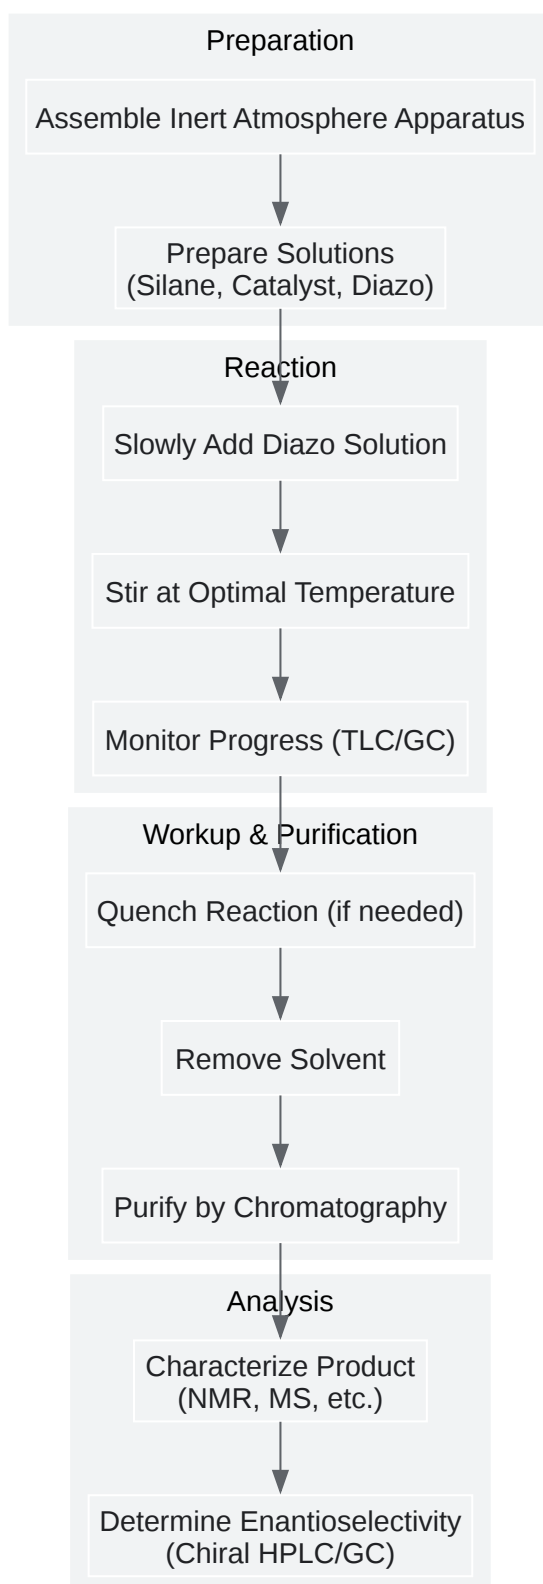 Preparation
Assemble Inert Atmosphere Apparatus
Prepare Solutions
(Silane, Catalyst, Diazo)
Reaction
Slowly Add Diazo Solution
Stir at Optimal Temperature
Monitor Progress (TLC/GC)
Workup & Purification
Quench Reaction (if needed)
Remove Solvent
Purify by Chromatography
Analysis
Characterize Product
(NMR, MS, etc.)
Determine Enantioselectivity
(Chiral HPLC/GC)